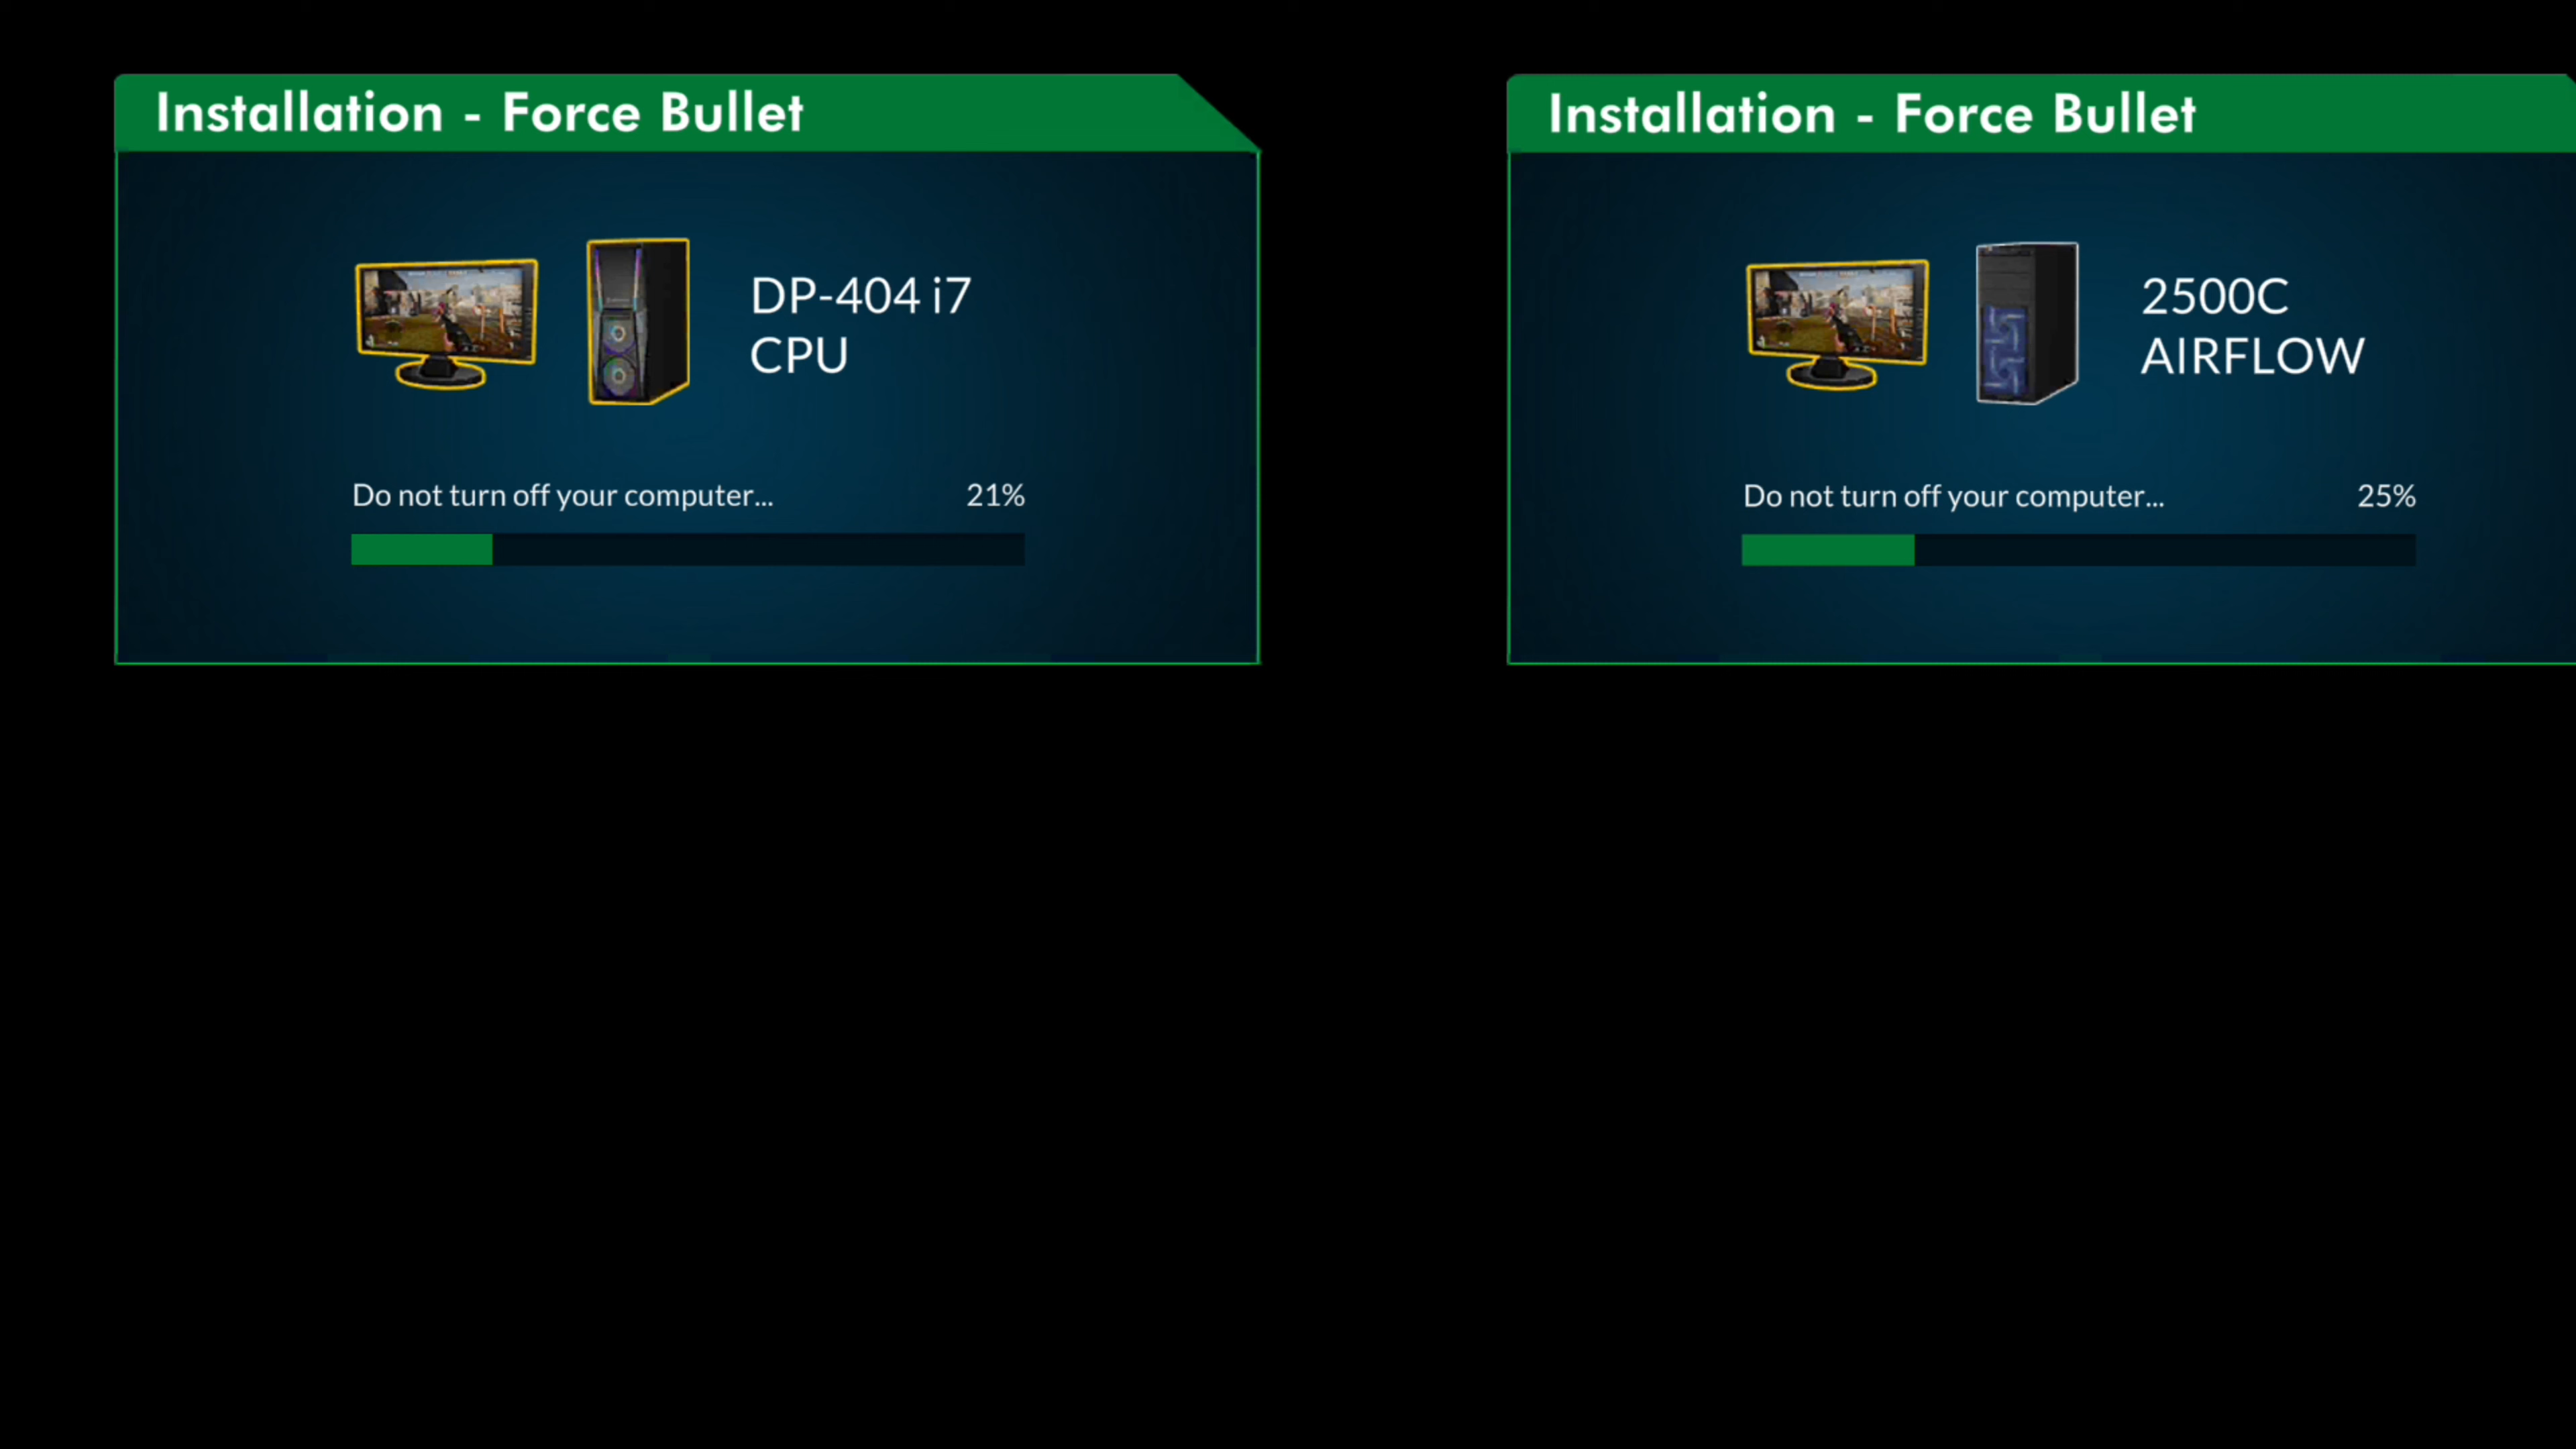 Installation - Force Bullet
DP-404 i7
CPU
Do not turn off your computer... 21%
Installation - Force Bullet
2500C
AIRFLOW
Do not turn off your computer... 25%